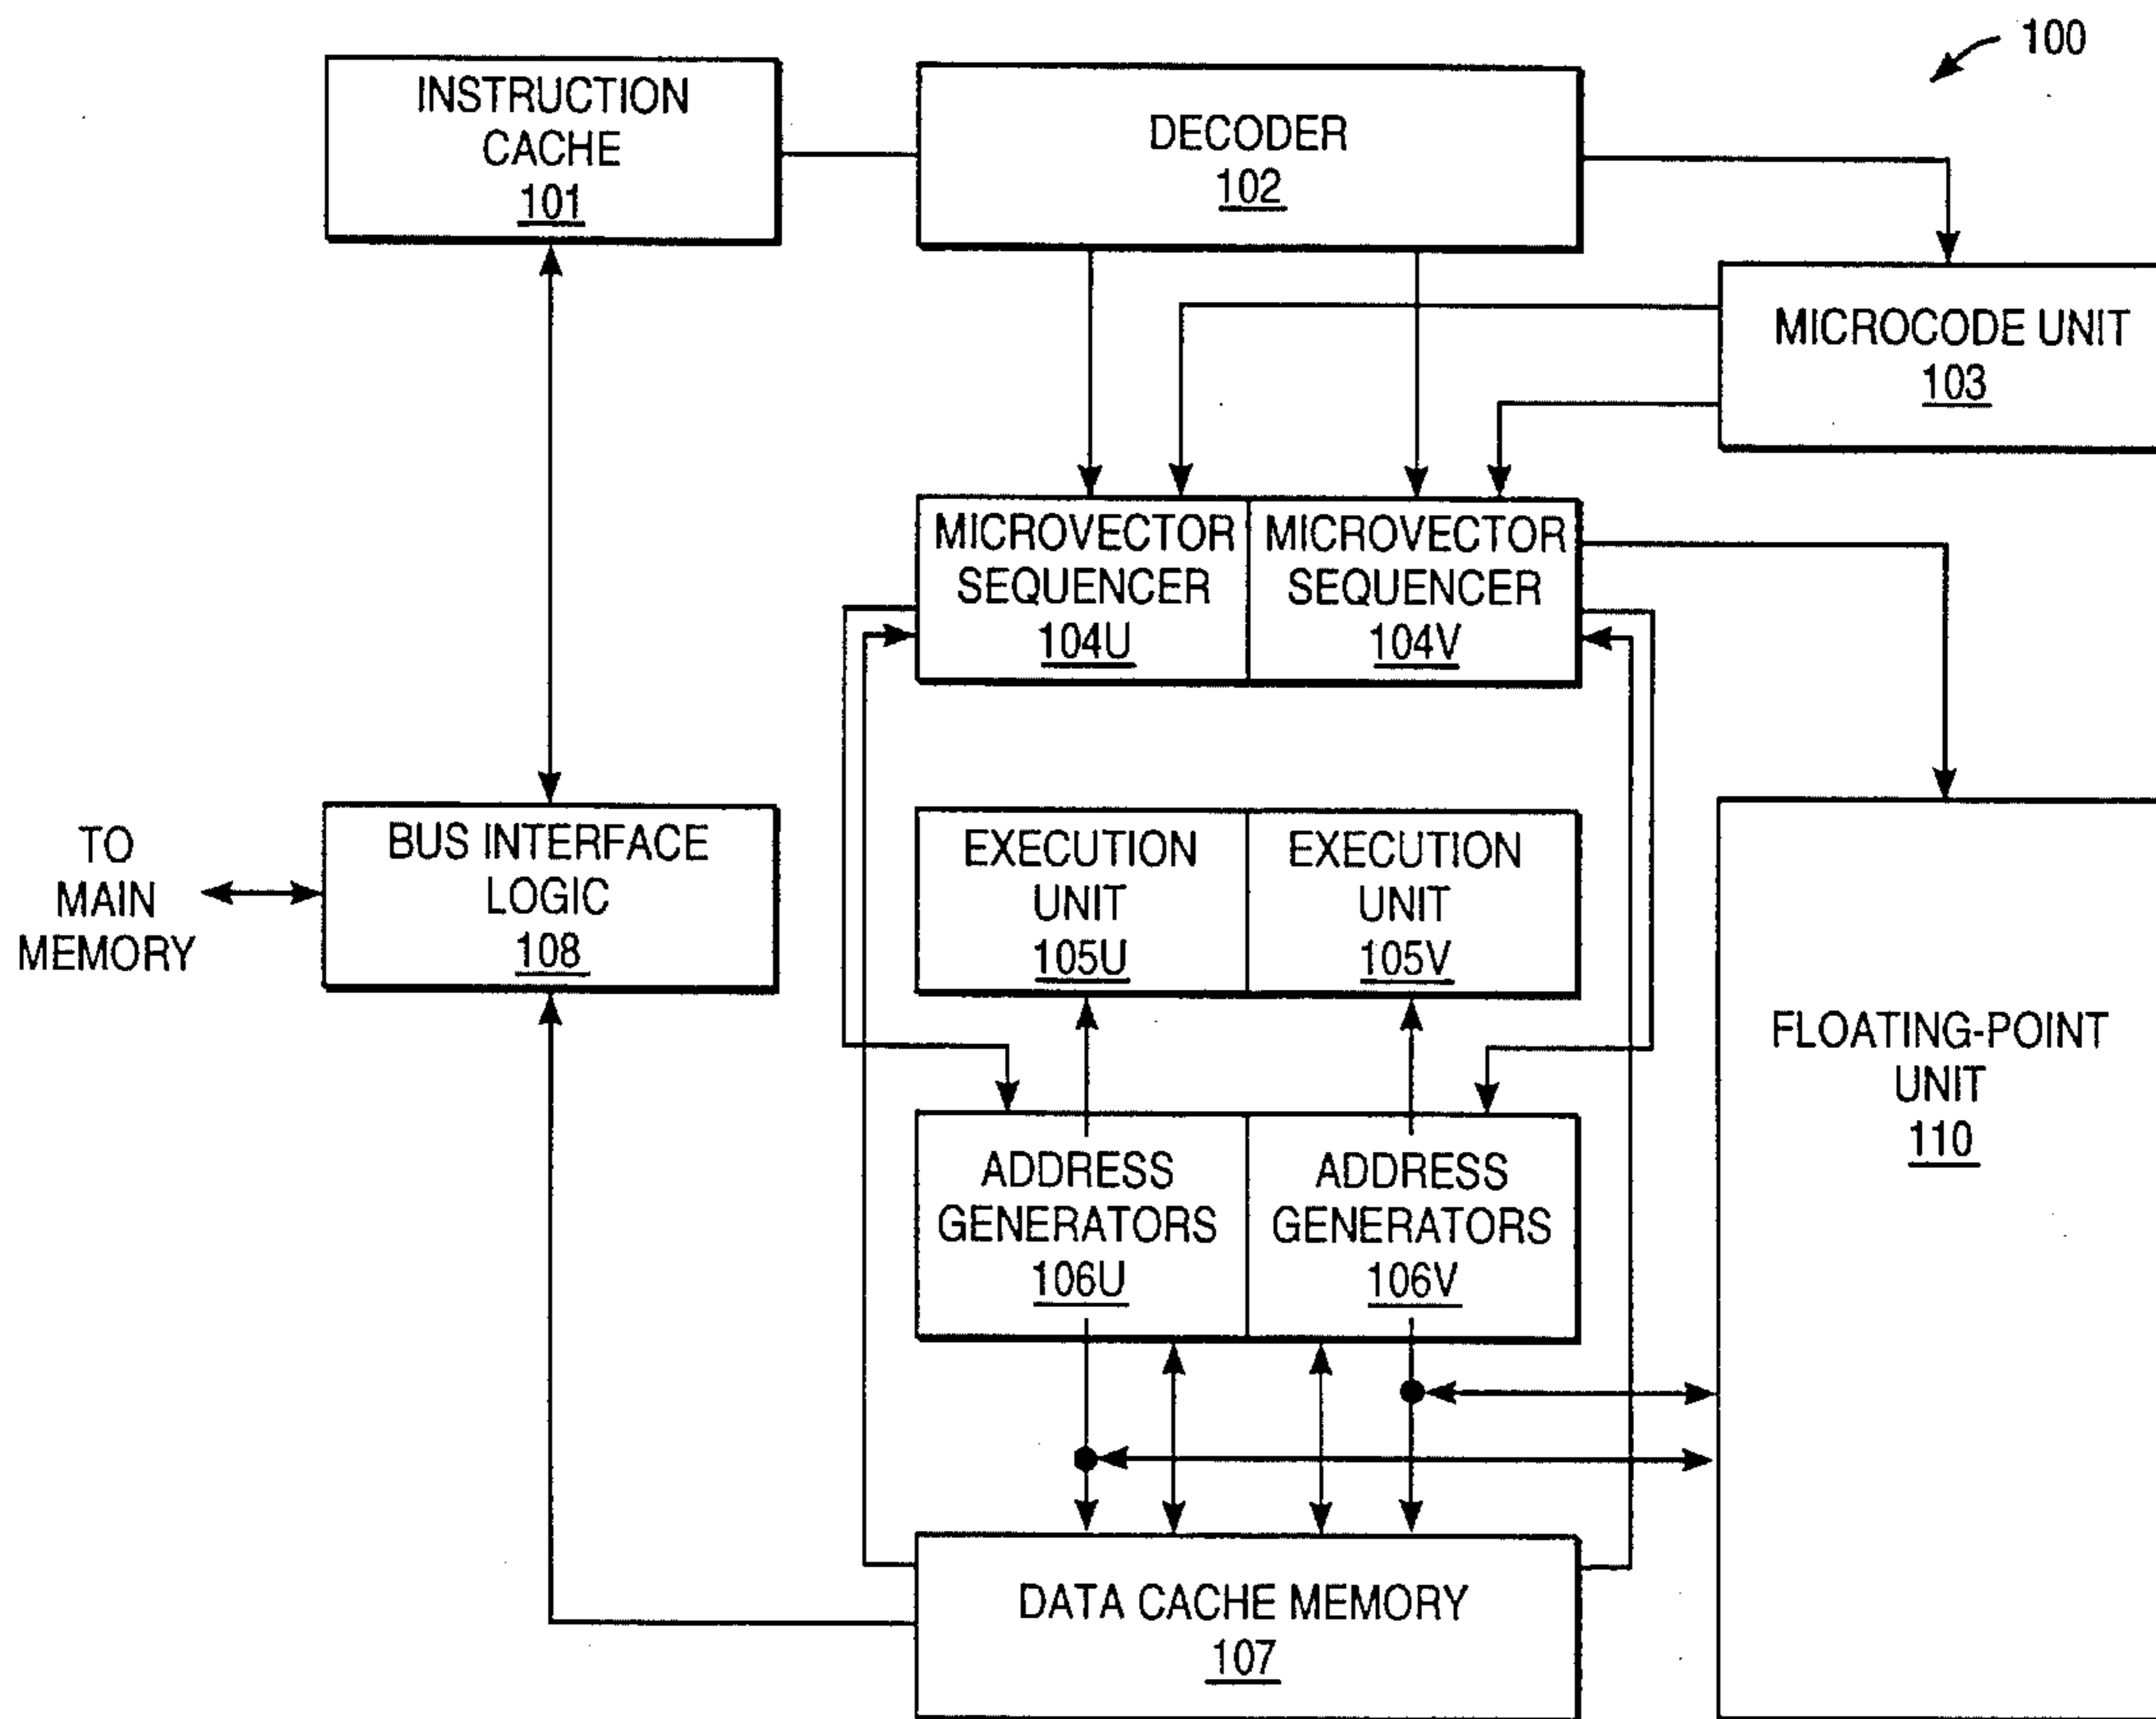 100
INSTRUCTION
CACHE
101
DECODER
102
MICROCODE UNIT
103
MICROVECTOR
SEQUENCER
104U
MICROVECTOR
SEQUENCER
104V
TO
MAIN
MEMORY
BUS INTERFACE
LOGIC
108
EXECUTION
UNIT
105U
EXECUTION
UNIT
105V
FLOATING-POINT
UNIT
110
ADDRESS
GENERATORS
106U
ADDRESS
GENERATORS
106V
DATA CACHE MEMORY
107